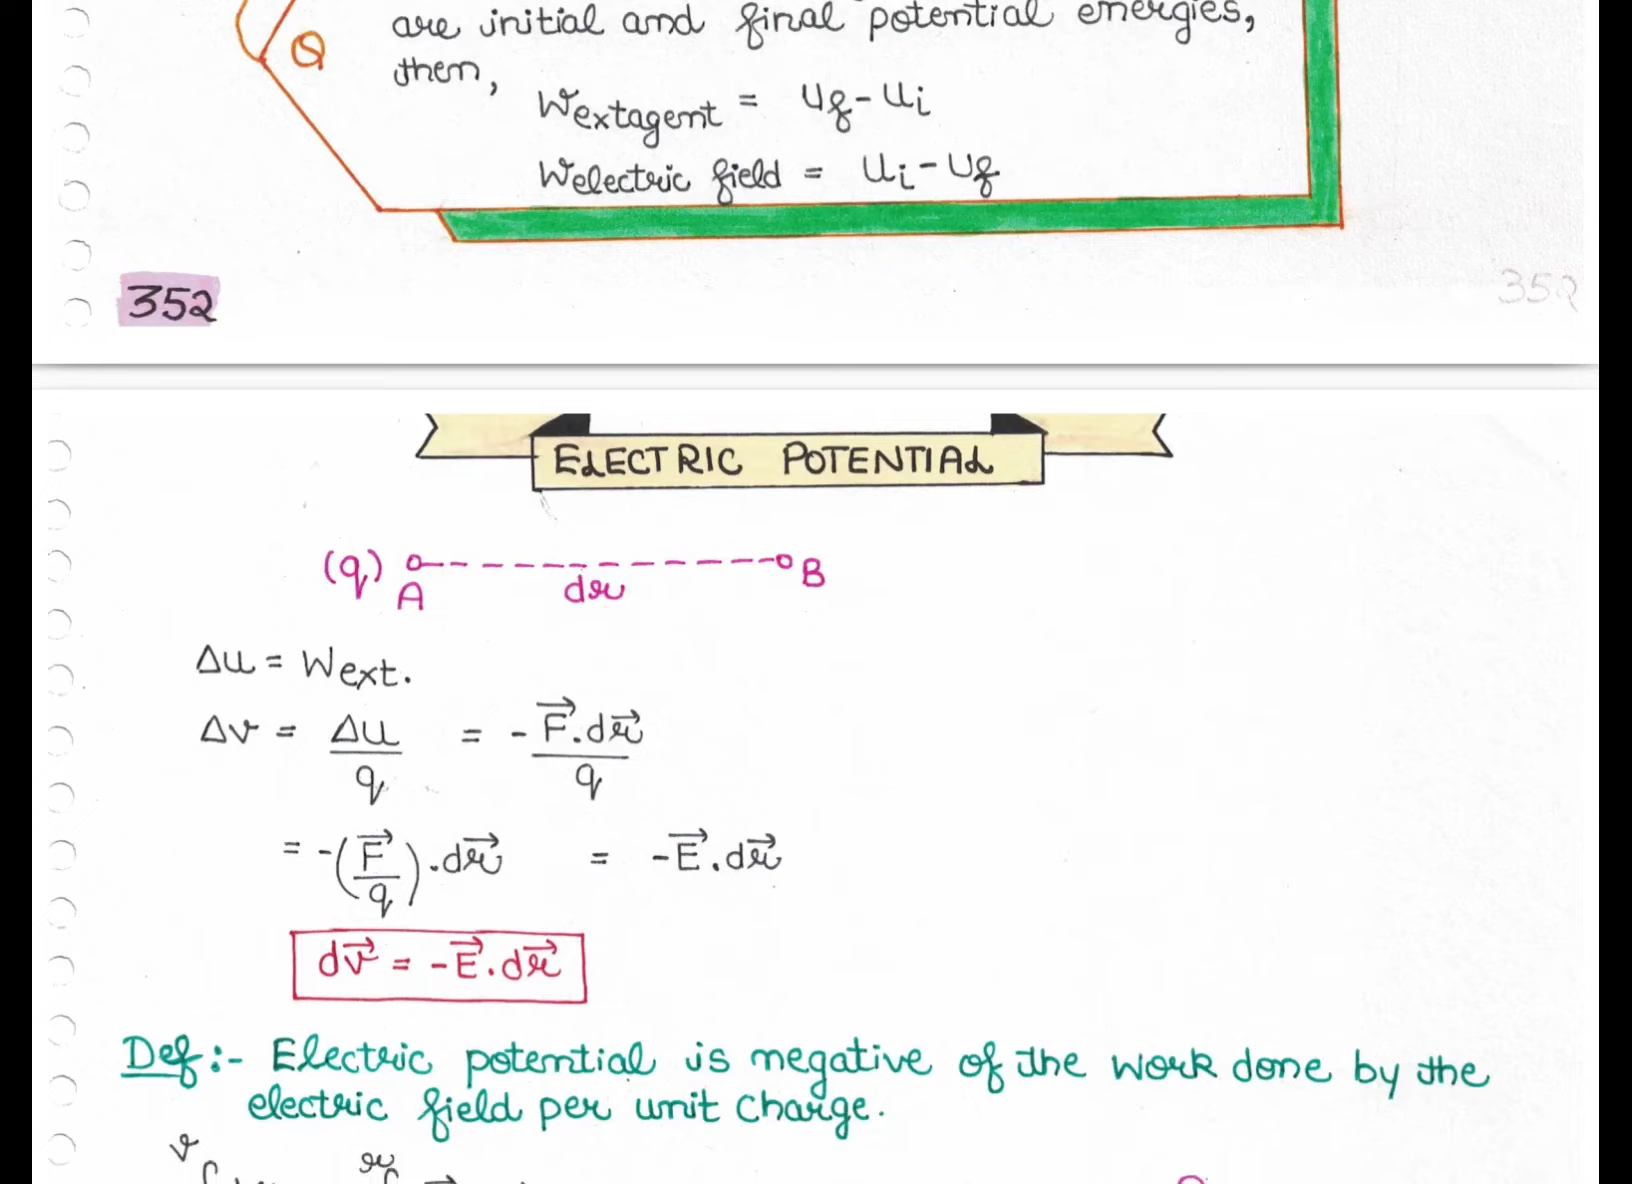 are initial and final potential energies,
Q
then,
Wextagent = Uf - Ui
Welectric field = Ui - Uf
352
352
ELECTRIC POTENTIAL
(q) A dr B
ΔU = Wext.
ΔV = ΔU/q = - F⃗.dr⃗/q
= -(F⃗/q).dr⃗ = -E⃗.dr⃗
dV⃗ = -E⃗.dr⃗
Def:- Electric potential is negative of the work done by the
electric field per unit charge.
V r